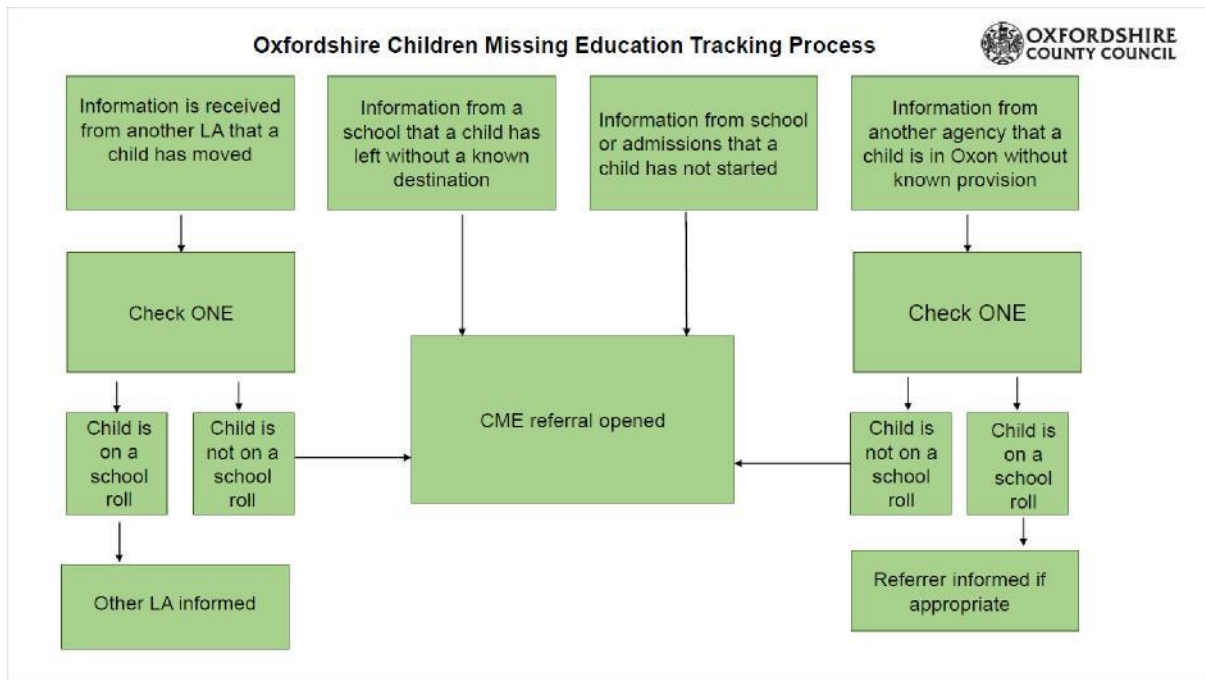 Oxfordshire Children Missing Education Tracking Process
OXFORDSHIRE
COUNTY COUNCIL
Information is received
from another LA that a
child has moved
Information from a
school that a child has
left without a known
destination
Information from school
or admissions that a
child has not started
Information from
another agency that a
child is in Oxon without
known provision
Check ONE
Check ONE
CME referral opened
Child is
on a
school
roll
Child is
not on a
school
roll
Child is
not on a
school
roll
Child is
on a
school
roll
Other LA informed
Referrer informed if
appropriate